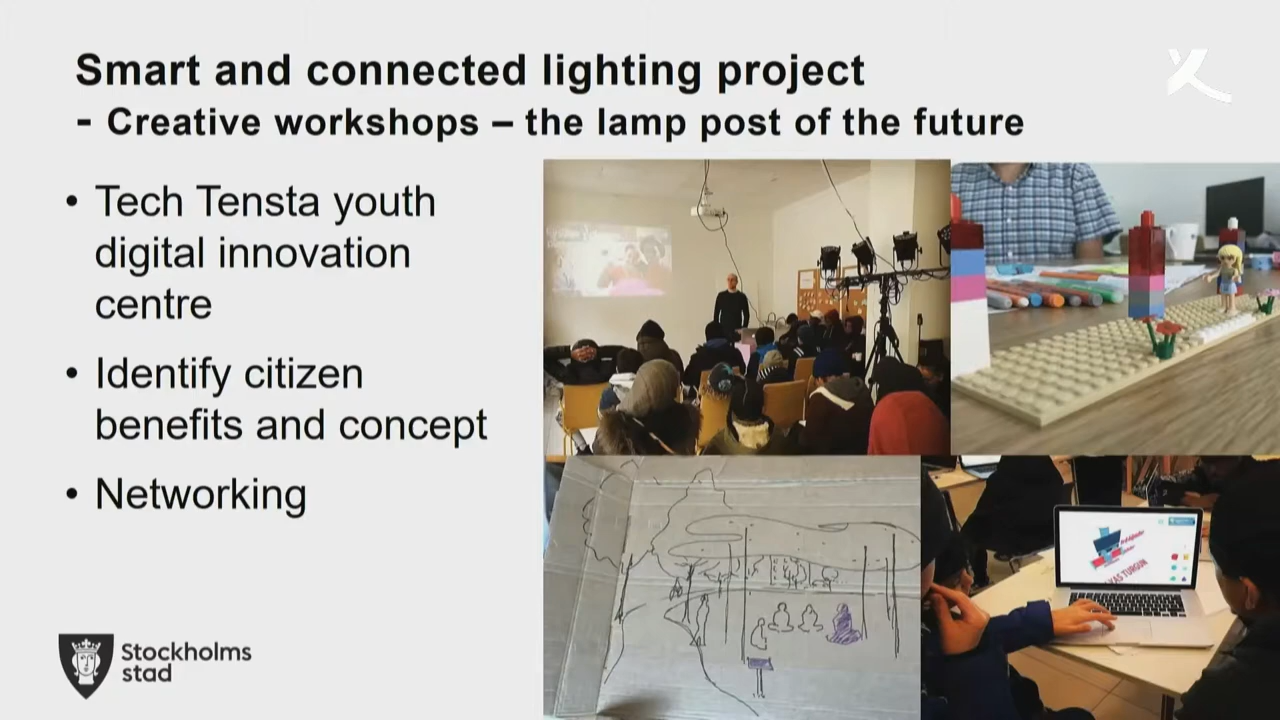 Smart and connected lighting project
- Creative workshops – the lamp post of the future
• Tech Tensta youth
digital innovation
centre
• Identify citizen
benefits and concept
• Networking
Stockholms
stad